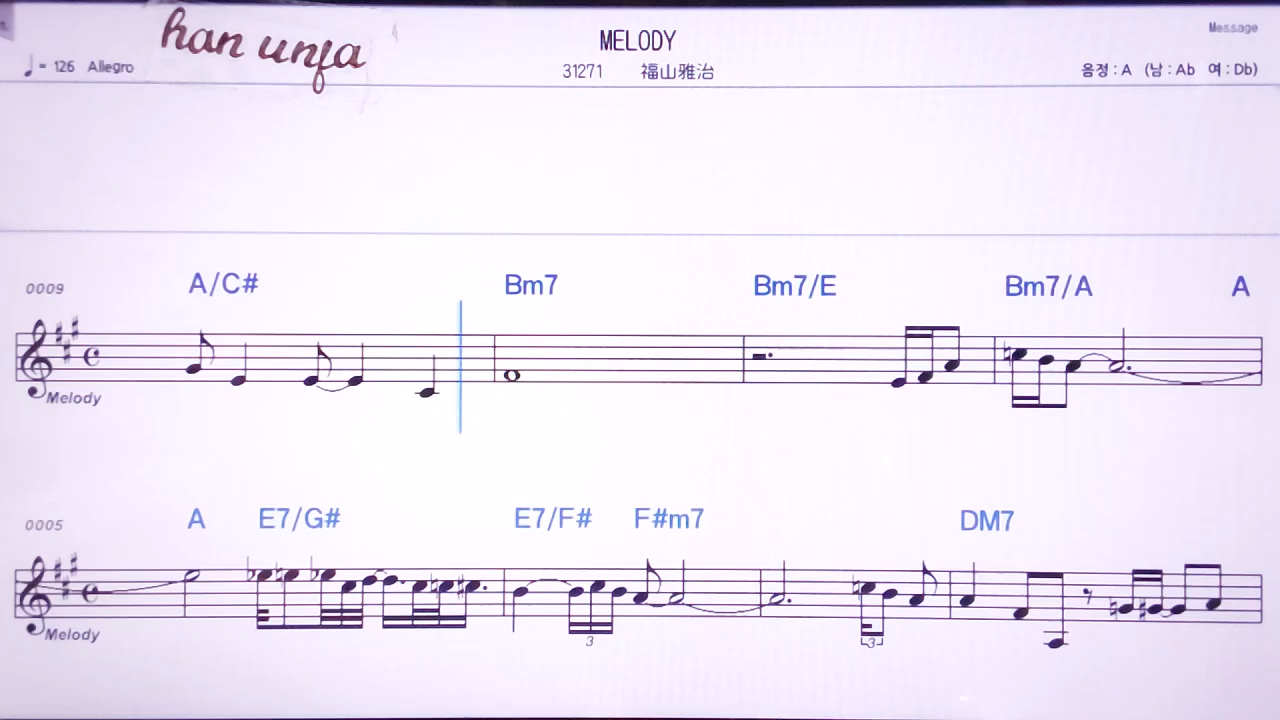 han unfa
MELODY
Message
♩= 126 Allegro
31271 福山雅治
음정 : A (남 : Ab 여 : Db)
0009 A/C# Bm7 Bm7/E Bm7/A A
Melody
0005 A E7/G# E7/F# F#m7 DM7
Melody
3 3